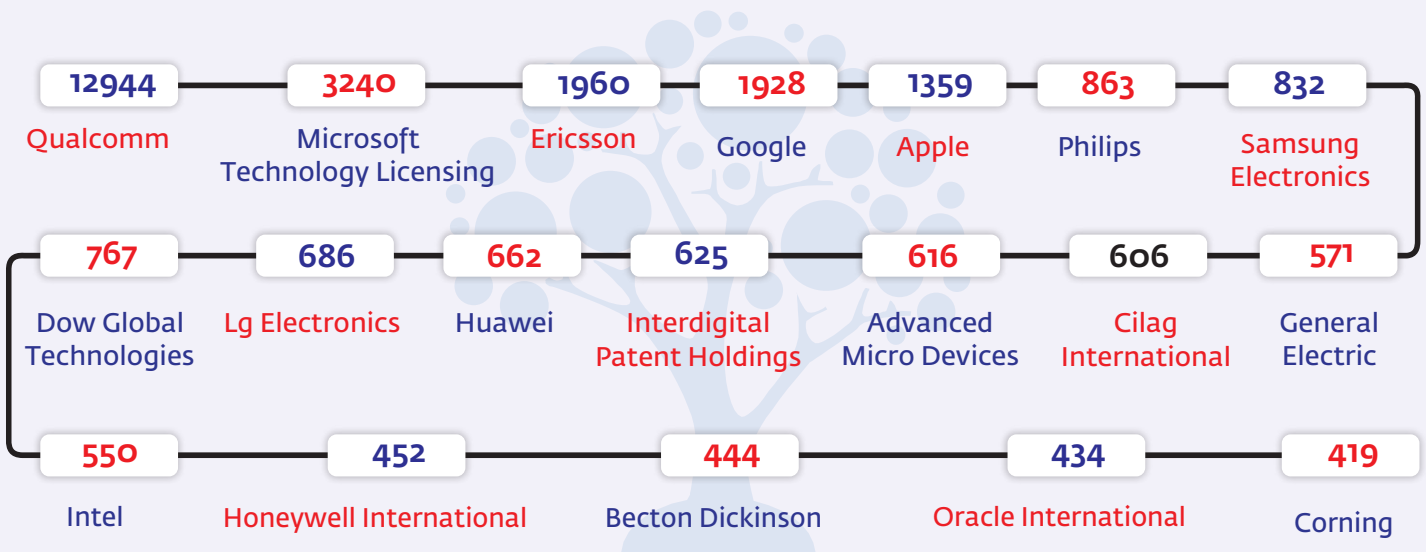 12944 3240 1960 1928 1359 863 832
Qualcomm Microsoft Ericsson Google Apple Philips Samsung
Technology Licensing Electronics
767 686 662 625 616 606 571
Dow Global Lg Electronics Huawei Interdigital Advanced Cilag General
Technologies Patent Holdings Micro Devices International Electric
550 452 444 434 419
Intel Honeywell International Becton Dickinson Oracle International Corning